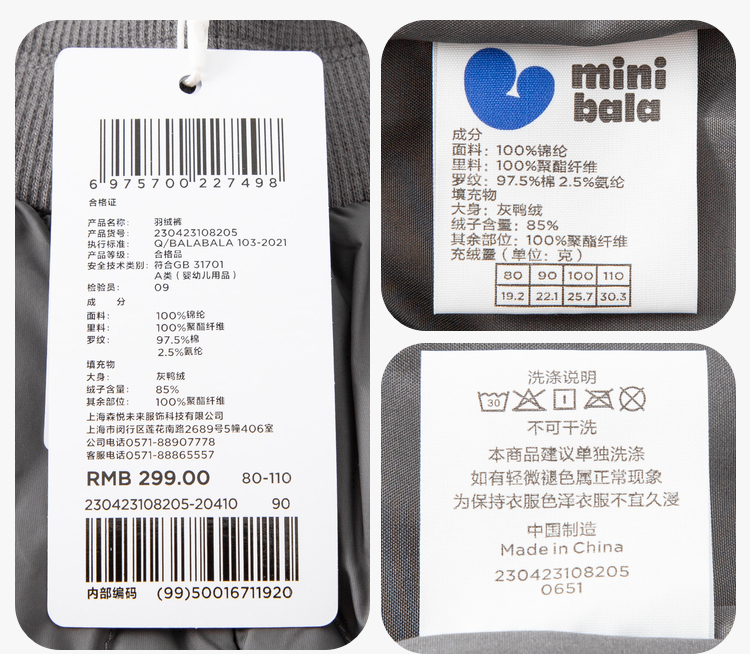 6 975700 227498
合格证
产品名称: 羽绒裤
产品货号: 230423108205
执行标准: Q/BALABALA 103-2021
产品等级: 合格品
安全技术类别: 符合GB 31701
A类 (婴幼儿用品)
检验员: 09
成 分
面料: 100%锦纶
里料: 100%聚酯纤维
罗纹: 97.5%棉
2.5%氨纶
填充物
大身: 灰鸭绒
绒子含量: 85%
其余部位: 100%聚酯纤维
上海森悦未来服饰科技有限公司
上海市闵行区莲花南路2689号5幢406室
公司电话0571-88907778
客服电话0571-88865557
RMB 299.00 80-110
230423108205-20410 90
内部编码 (99)50016711920
mini
bala
成分
面料: 100%锦纶
里料: 100%聚酯纤维
罗纹: 97.5%棉 2.5%氨纶
填充物
大身: 灰鸭绒
绒子含量: 85%
其余部位: 100%聚酯纤维
充绒量 (单位: 克)
80 90 100 110
19.2 22.1 25.7 30.3
洗涤说明
30
不可干洗
本商品建议单独洗涤
如有轻微褪色属正常现象
为保持衣服色泽衣服不宜久浸
中国制造
Made in China
230423108205
0651